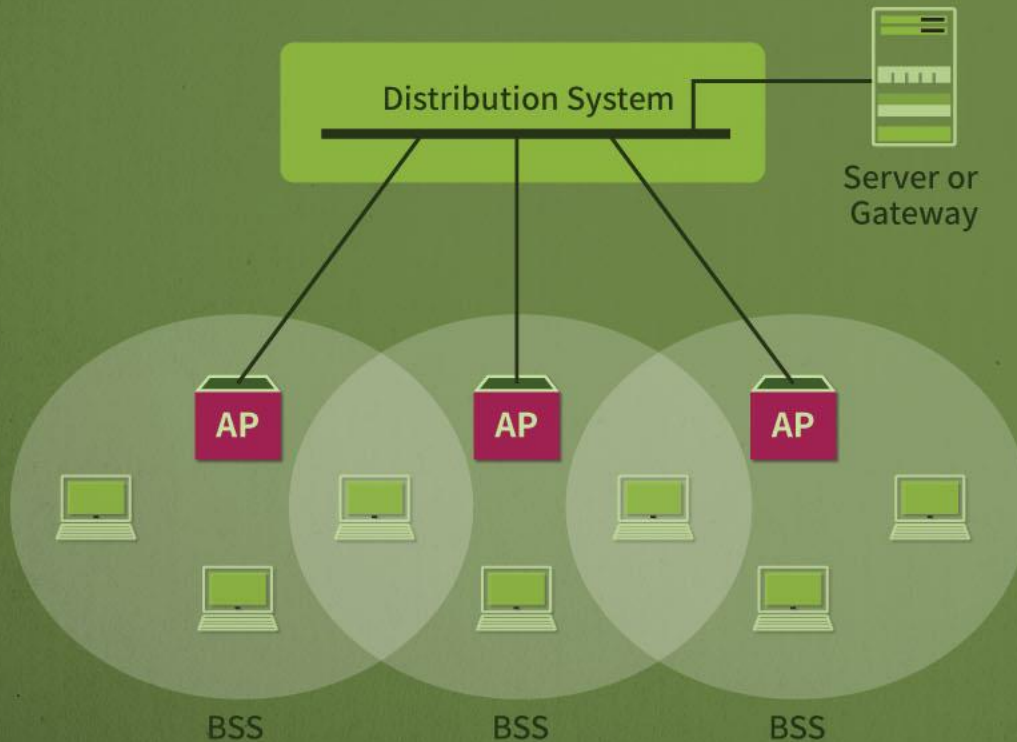 Distribution System
Server or
Gateway
AP
AP
AP
BSS
BSS
BSS